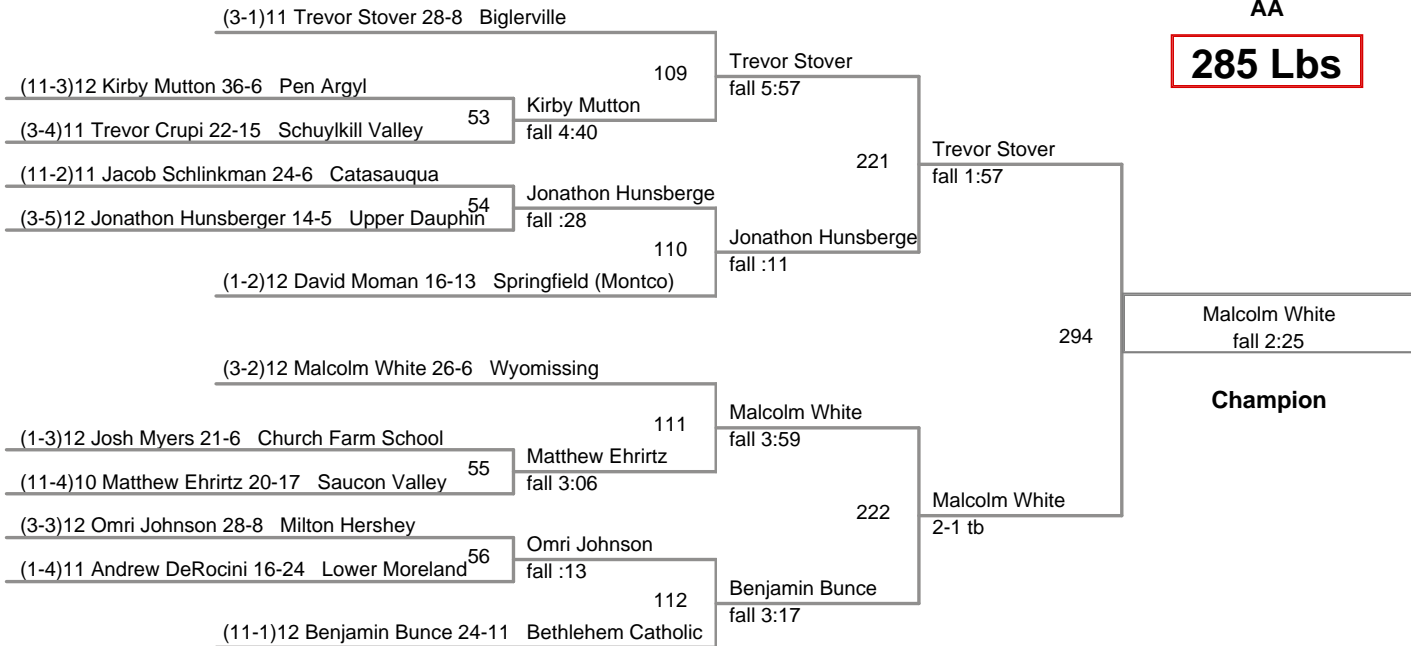 AA
285 Lbs
(3-1)11 Trevor Stover 28-8 Biglerville
109
Trevor Stover
fall 5:57
(11-3)12 Kirby Mutton 36-6 Pen Argyl
53
Kirby Mutton
fall 4:40
(3-4)11 Trevor Crupi 22-15 Schuylkill Valley
221
Trevor Stover
fall 1:57
(11-2)11 Jacob Schlinkman 24-6 Catasauqua
54
Jonathon Hunsberge
fall :28
(3-5)12 Jonathon Hunsberger 14-5 Upper Dauphin
110
Jonathon Hunsberge
fall :11
(1-2)12 David Moman 16-13 Springfield (Montco)
294
Malcolm White
fall 2:25
Champion
(3-2)12 Malcolm White 26-6 Wyomissing
111
Malcolm White
fall 3:59
(1-3)12 Josh Myers 21-6 Church Farm School
55
Matthew Ehrirtz
fall 3:06
(11-4)10 Matthew Ehrirtz 20-17 Saucon Valley
222
Malcolm White
2-1 tb
(3-3)12 Omri Johnson 28-8 Milton Hershey
56
Omri Johnson
fall :13
(1-4)11 Andrew DeRocini 16-24 Lower Moreland
112
Benjamin Bunce
fall 3:17
(11-1)12 Benjamin Bunce 24-11 Bethlehem Catholic